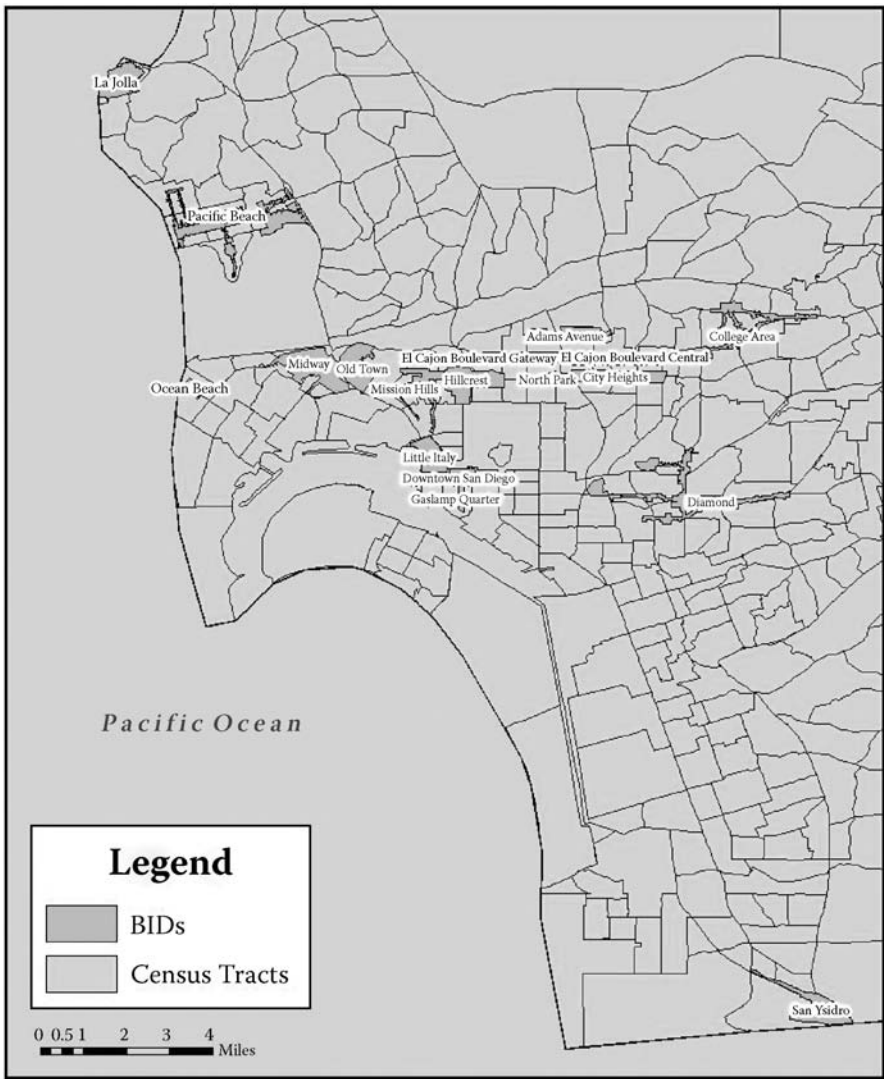 La Jolla
Pacific Beach
Adams Avenue
College Area
El Cajon Boulevard Gateway
El Cajon Boulevard Central
Midway
Old Town
Ocean Beach
Mission Hills
Hillcrest
North Park
City Heights
Little Italy
Downtown San Diego
Gaslamp Quarter
Diamond
Pacific Ocean
Legend
BIDs
Census Tracts
San Ysidro
0 0.5 1 2 3 4
Miles